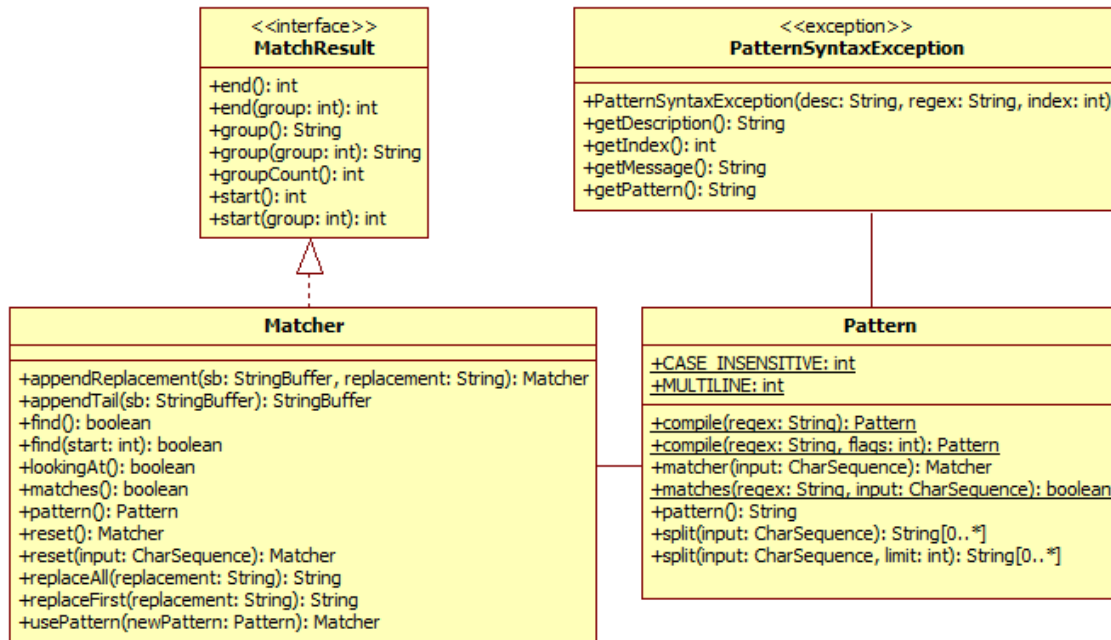 <<interface>>
MatchResult
+end(): int
+end(group: int): int
+group(): String
+group(group: int): String
+groupCount(): int
+start(): int
+start(group: int): int
<<exception>>
PatternSyntaxException
+PatternSyntaxException(desc: String, regex: String, index: int)
+getDescription(): String
+getIndex(): int
+getMessage(): String
+getPattern(): String
Matcher
+appendReplacement(sb: StringBuffer, replacement: String): Matcher
+appendTail(sb: StringBuffer): StringBuffer
+find(): boolean
+find(start: int): boolean
+lookingAt(): boolean
+matches(): boolean
+pattern(): Pattern
+reset(): Matcher
+reset(input: CharSequence): Matcher
+replaceAll(replacement: String): String
+replaceFirst(replacement: String): String
+usePattern(newPattern: Pattern): Matcher
Pattern
+CASE_INSENSITIVE: int
+MULTILINE: int
+compile(regex: String): Pattern
+compile(regex: String, flags: int): Pattern
+matcher(input: CharSequence): Matcher
+matches(regex: String, input: CharSequence): boolean
+pattern(): String
+split(input: CharSequence): String[0..*]
+split(input: CharSequence, limit: int): String[0..*]